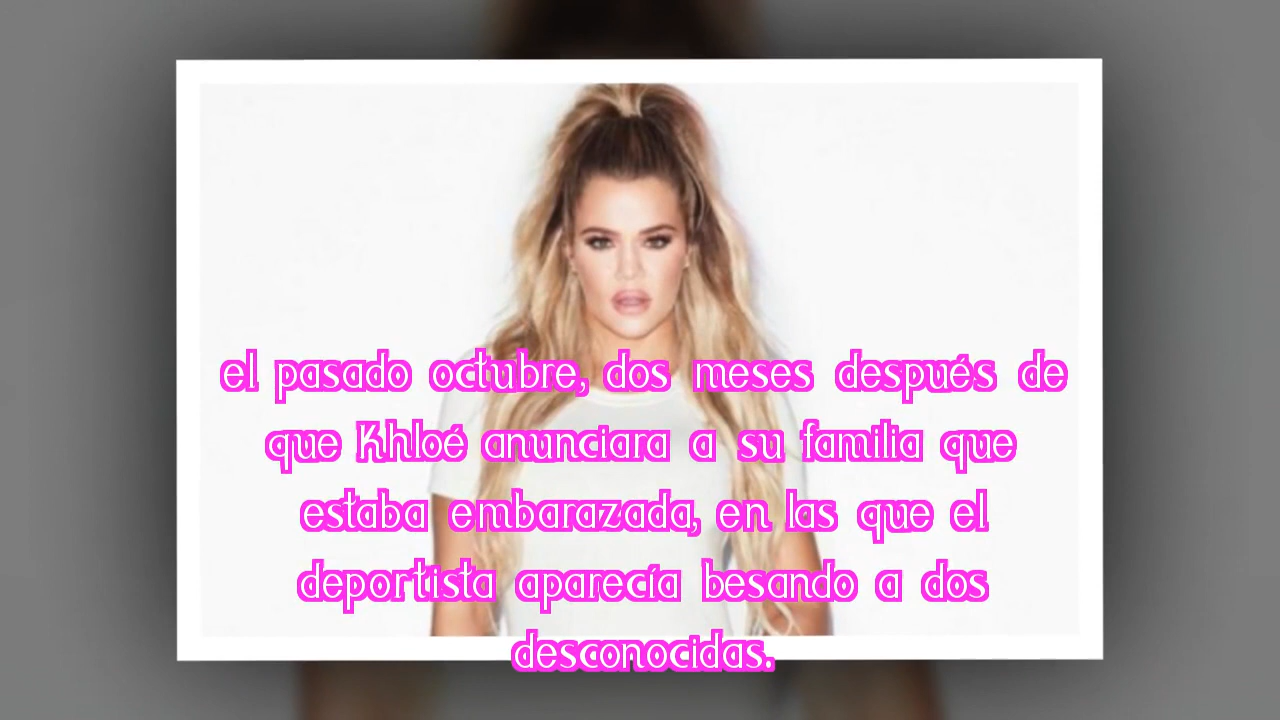 el pasado octubre, dos meses después de
que Khloé anunciara a su familia que
estaba embarazada, en las que el
deportista aparecía besando a dos
desconocidas.